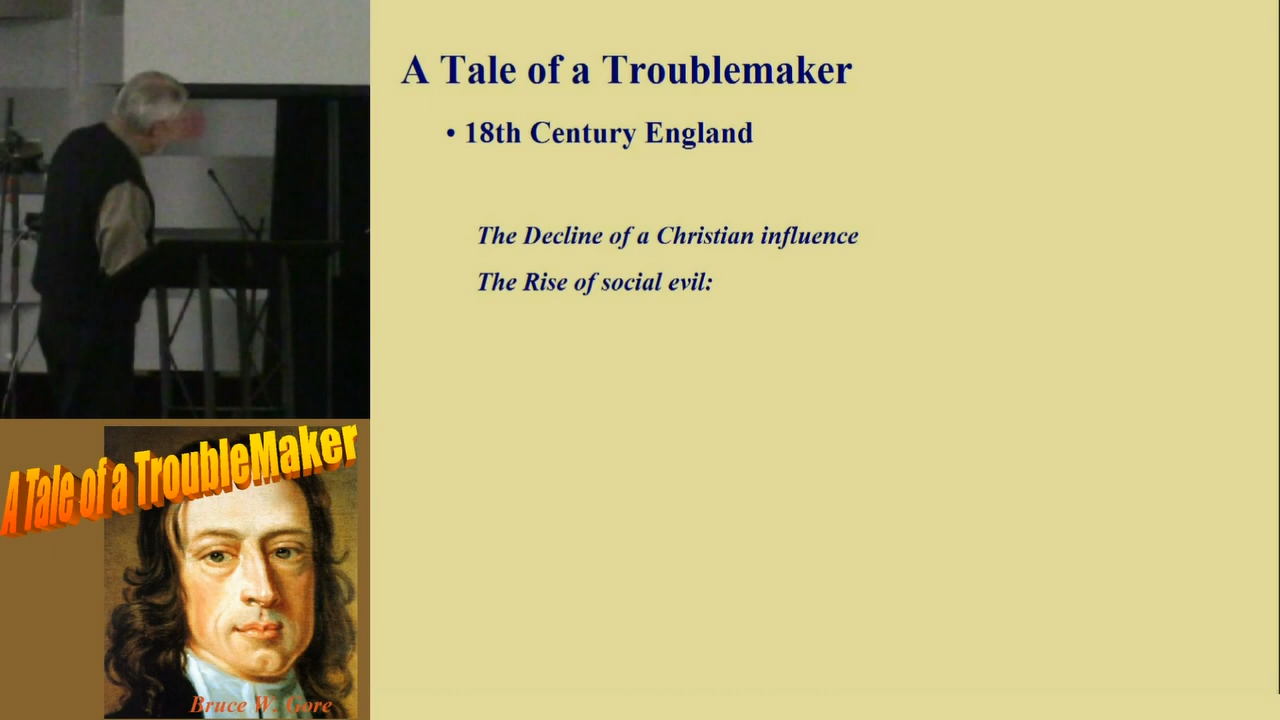 A Tale of a Troublemaker
• 18th Century England
The Decline of a Christian influence
The Rise of social evil:
A Tale of a TroubleMaker
Bruce W. Gore